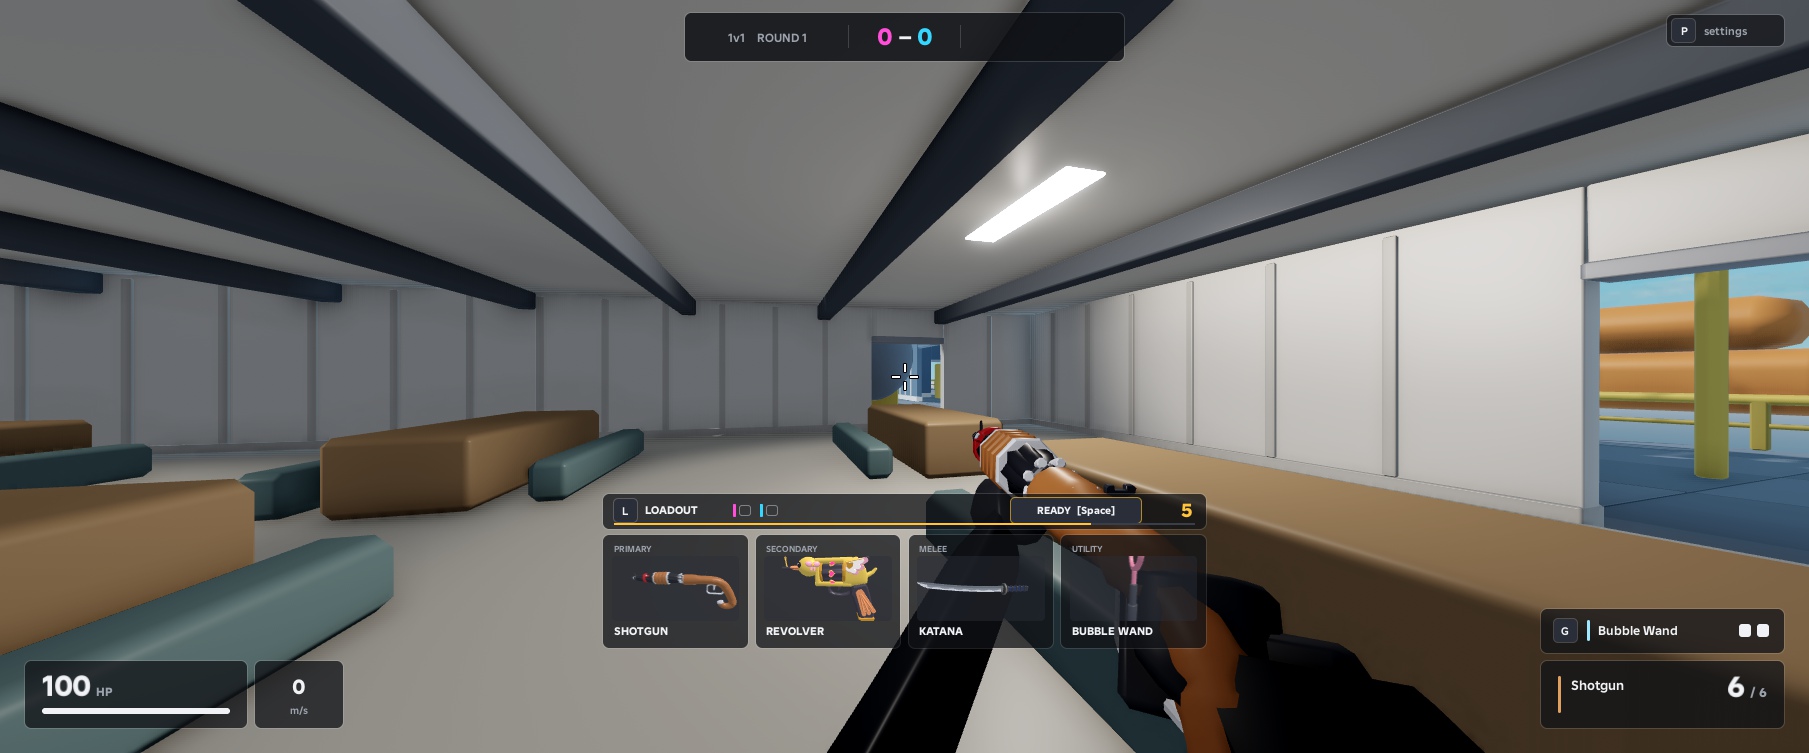 1v1 ROUND 1 0 – 0
P settings
L LOADOUT READY [Space] 5
PRIMARY SECONDARY MELEE UTILITY
SHOTGUN REVOLVER KATANA BUBBLE WAND
G Bubble Wand
100 HP
0
m/s
Shotgun 6 / 6